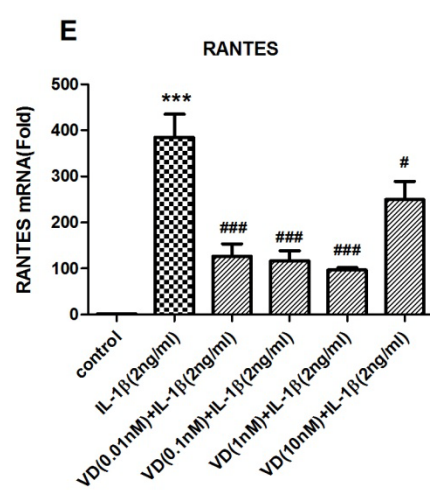 E
RANTES
RANTES mRNA(Fold)
500
400
300
200
100
0
***
###
###
###
#
control
IL-1β(2ng/ml)
VD(0.01nM)+IL-1β(2ng/ml)
VD(0.1nM)+IL-1β(2ng/ml)
VD(1nM)+IL-1β(2ng/ml)
VD(10nM)+IL-1β(2ng/ml)